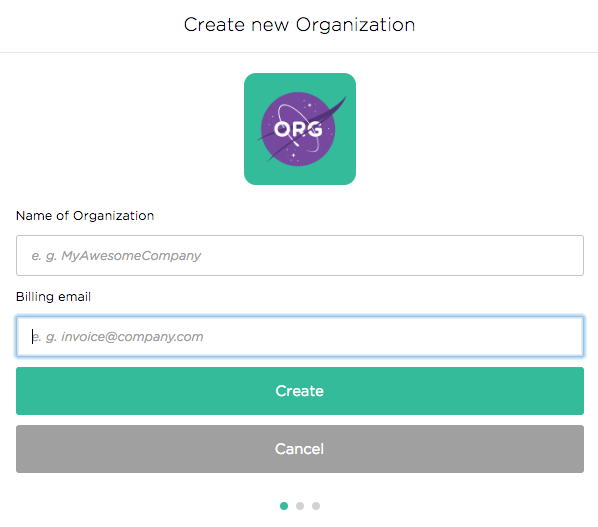 Create new Organization
ORG
Name of Organization
e. g. MyAwesomeCompany
Billing email
e. g. invoice@company.com
Create
Cancel